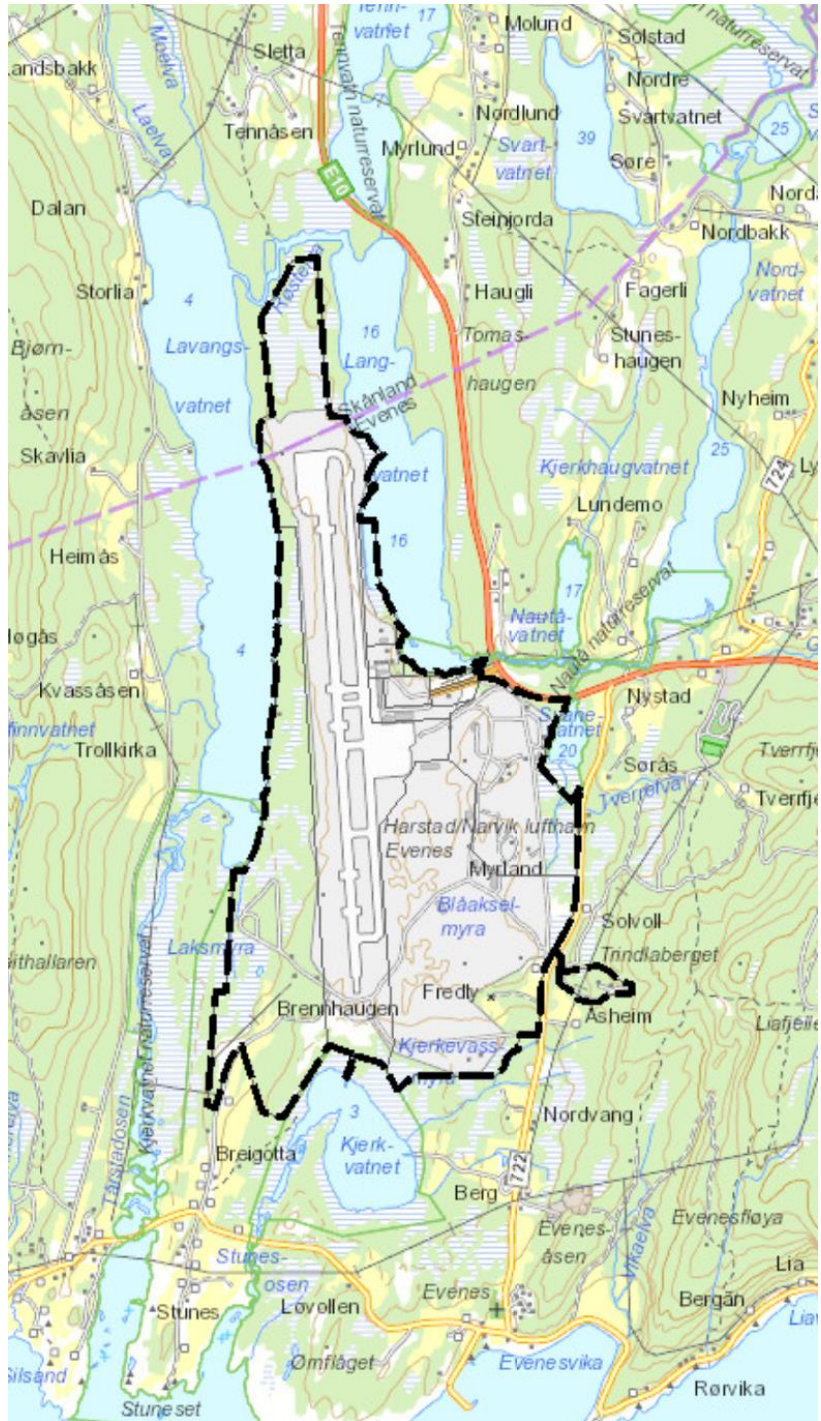 Tennvatn naturreservat
vatnet
17
Molund
Solstad
Sletta
Moelva
Laelva
Nordre
Svartvatnet
Tennåsen
Nordlund
Myrlund
Svart-
vatnet
39
25
Søre
E10
Dalan
Steinjorda
Nordbakk
Storlia
4
Lavangs-
vatnet
16
Lang-
vatnet
Haugli
Fagerli
Nord-
vatnet
Tomas-
haugen
Stunes-
haugen
Bjørn-
åsen
Skånland
Evenes
Nyheim
Skavlia
Kjerkhaugvatnet
25
724
Lundemo
Heimås
16
17
Nautå-
vatnet
Nautå naturreservat
4
Kvassåsen
Nystad
20
Trollkirka
Sørås
Tverrelva
Harstad/Narvik lufthavn
Evenes
Myrland
Blåaksel-
myra
Solvoll
Laksmyra
Trindlaberget
Kjerkvatnet naturreservat
Brennhaugen
Fredly
Åsheim
Kjerkevass-
myra
3
Kjerk-
vatnet
Nordvang
Breigotta
722
Berg
Evenes-
åsen
Evenesfløya
Vikaelva
Tårstadosen
Stunes-
osen
Evenes
Lia
Stunes
Løvollen
Bergan
Ømflåget
Evenesvika
Stuneset
Rørvika